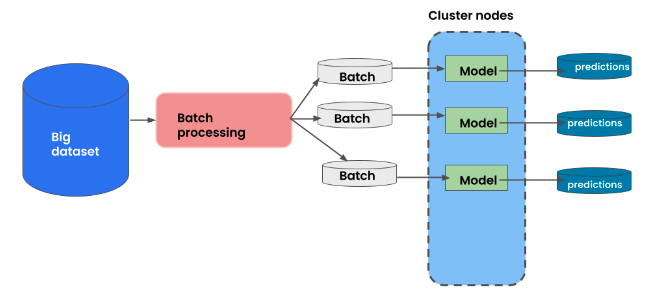 Cluster nodes
Big
dataset
Batch
processing
Batch
Model
predictions
Batch
Model
predictions
Batch
Model
predictions